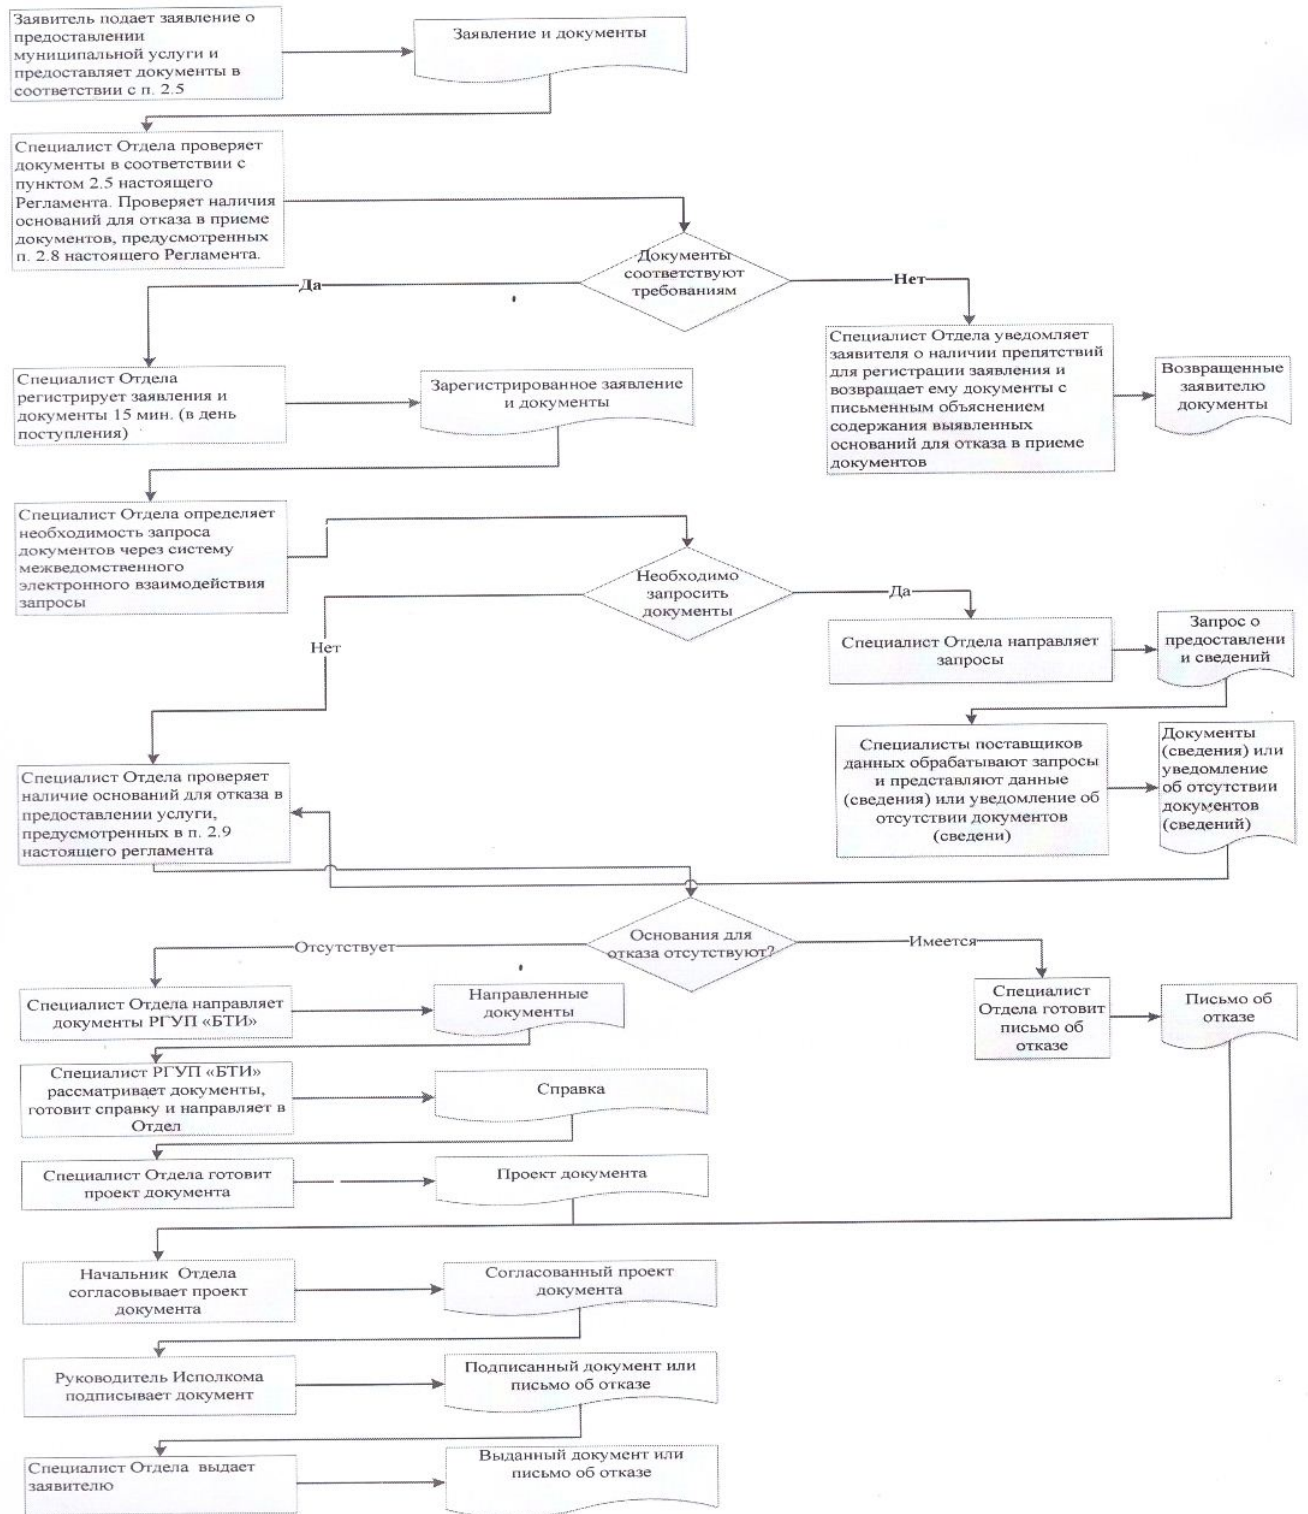 Заявитель подает заявление о
предоставлении
муниципальной услуги и
предоставляет документы в
соответствии с п. 2.5
Заявление и документы
Специалист Отдела проверяет
документы в соответствии с
пунктом 2.5 настоящего
Регламента. Проверяет наличия
оснований для отказа в приеме
документов, предусмотренных
п. 2.8 настоящего Регламента.
Документы
соответствуют
требованиям
Да
Нет
Специалист Отдела
регистрирует заявления и
документы 15 мин. (в день
поступления)
Зарегистрированное заявление
и документы
Специалист Отдела уведомляет
заявителя о наличии препятствий
для регистрации заявления и
возвращает ему документы с
письменным объяснением
содержания выявленных
оснований для отказа в приеме
документов
Возвращенные
заявителю
документы
Специалист Отдела определяет
необходимость запроса
документов через систему
межведомственного
электронного взаимодействия
запросы
Необходимо
запросить
документы
Да
Нет
Специалист Отдела направляет
запросы
Запрос о
предоставлени
и сведений
Специалисты поставщиков
данных обрабатывают запросы
и представляют данные
(сведения) или уведомление об
отсутствии документов
(сведени)
Документы
(сведения) или
уведомление
об отсутствии
документов
(сведений)
Специалист Отдела проверяет
наличие оснований для отказа в
предоставлении услуги,
предусмотренных в п. 2.9
настоящего регламента
Основания для
отказа отсутствуют?
Отсутствует
Имеется
Специалист Отдела направляет
документы РГУП «БТИ»
Направленные
документы
Специалист
Отдела готовит
письмо об
отказе
Письмо об
отказе
Специалист РГУП «БТИ»
рассматривает документы,
готовит справку и направляет в
Отдел
Справка
Специалист Отдела готовит
проект документа
Проект документа
Начальник Отдела
согласовывает проект
документа
Согласованный проект
документа
Руководитель Исполкома
подписывает документ
Подписанный документ или
письмо об отказе
Специалист Отдела выдает
заявителю
Выданный документ или
письмо об отказе